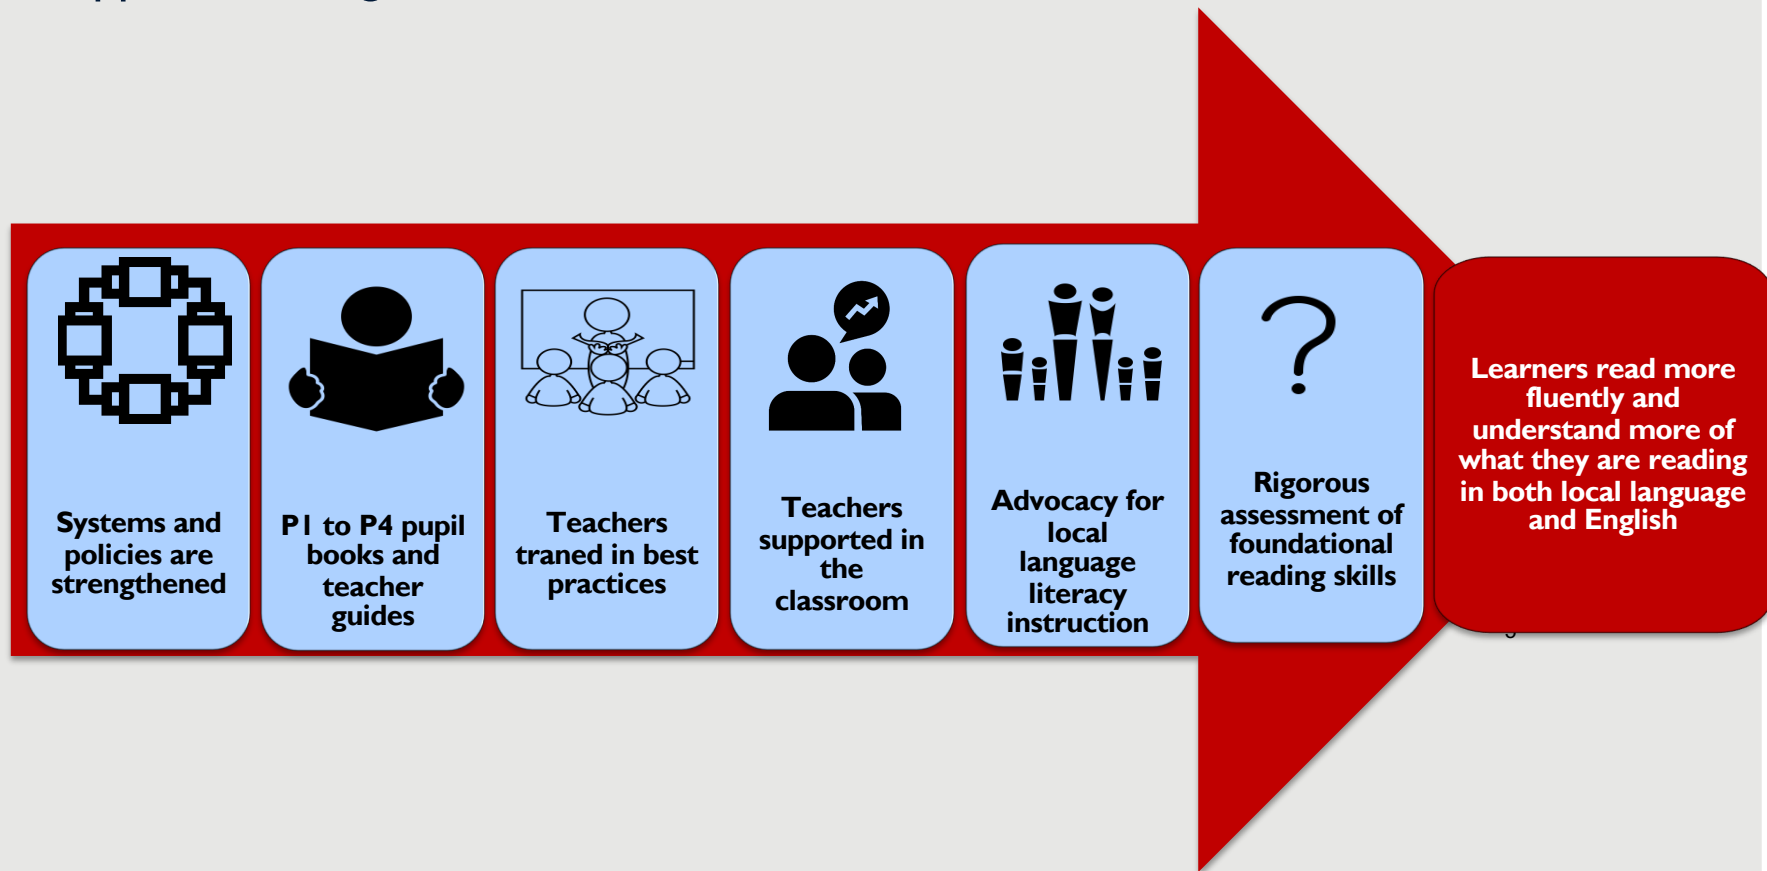 Systems and
policies are
strengthened
P1 to P4 pupil
books and
teacher
guides
Teachers
traned in best
practices
Teachers
supported in
the
classroom
Advocacy for
local
language
literacy
instruction
Rigorous
assessment of
foundational
reading skills
Learners read more
fluently and
understand more of
what they are reading
in both local language
and English